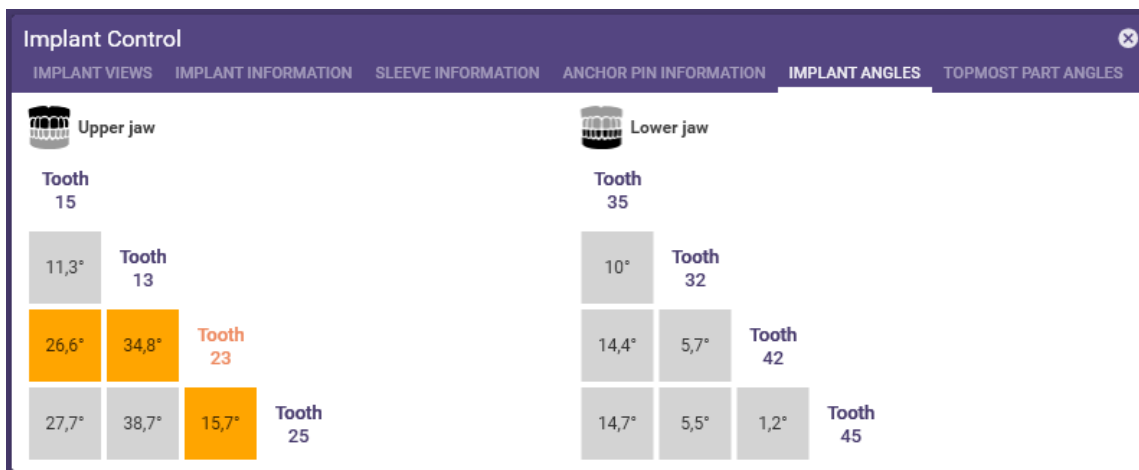 Implant Control
IMPLANT VIEWS IMPLANT INFORMATION SLEEVE INFORMATION ANCHOR PIN INFORMATION IMPLANT ANGLES TOPMOST PART ANGLES
Upper jaw
Tooth
15
11,3° Tooth
13
26,6° 34,8° Tooth
23
27,7° 38,7° 15,7° Tooth
25
Lower jaw
Tooth
35
10° Tooth
32
14,4° 5,7° Tooth
42
14,7° 5,5° 1,2° Tooth
45